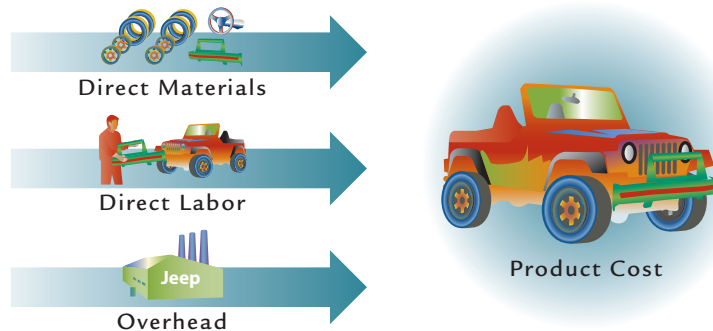 Direct Materials
Direct Labor
Jeep
Overhead
Product Cost